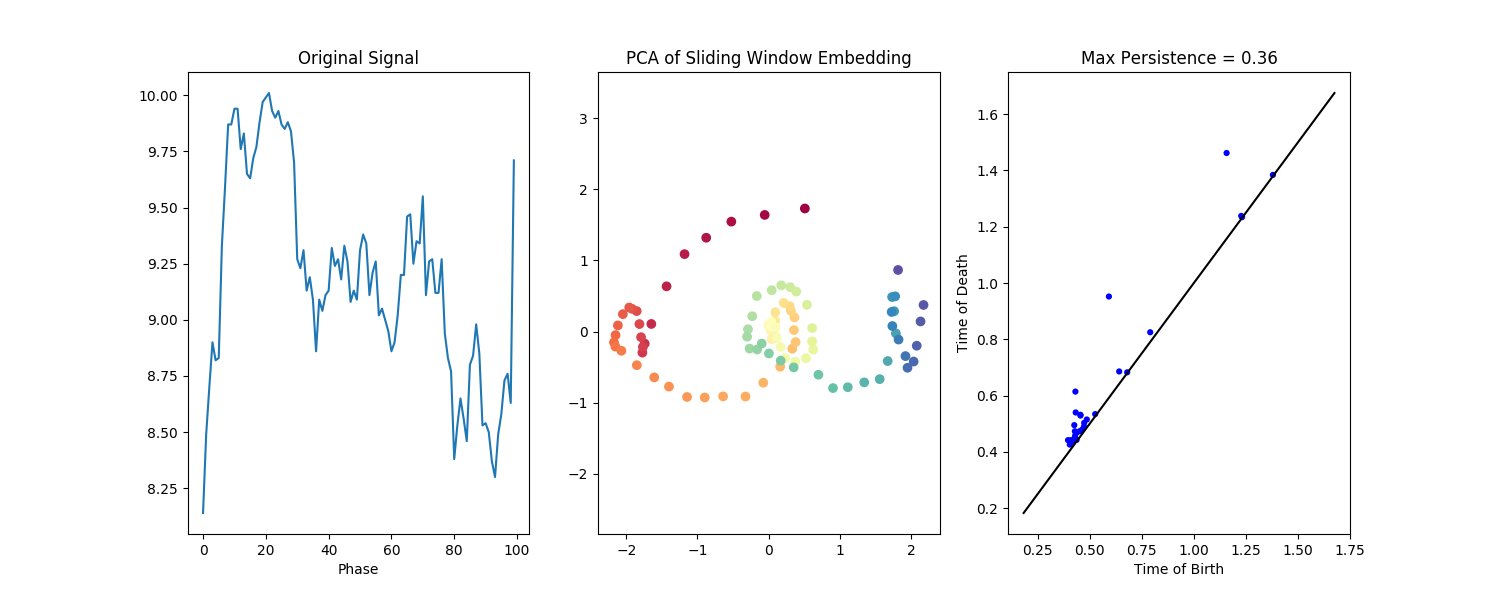 Original Signal
10.00
9.75
9.50
9.25
9.00
8.75
8.50
8.25
0 20 40 60 80 100
Phase
PCA of Sliding Window Embedding
3
2
1
0
−1
−2
−2 −1 0 1 2
Max Persistence = 0.36
Time of Death
1.6
1.4
1.2
1.0
0.8
0.6
0.4
0.2
0.25 0.50 0.75 1.00 1.25 1.50 1.75
Time of Birth